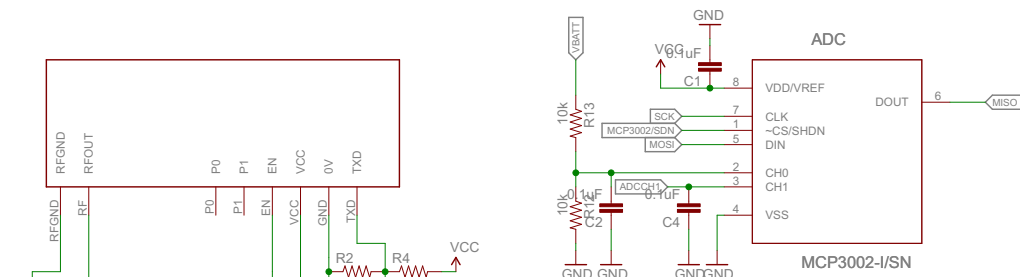 GND
ADC
VBATT
VCC
0.1uF
C1
8
VDD/VREF
DOUT
6
MISO
10k
R13
SCK
7
CLK
MCP3002/SDN
1
~CS/SHDN
MOSI
5
DIN
2
CH0
ADCCH1
3
CH1
RFGND
RFOUT
P0
P1
EN
VCC
0V
TXD
RFGND
RF
P0
P1
EN
VCC
GND
TXD
10k
R12
0.1uF
C2
0.1uF
C4
4
VSS
R2
R4
VCC
GND
GND
GND
GND
MCP3002-I/SN